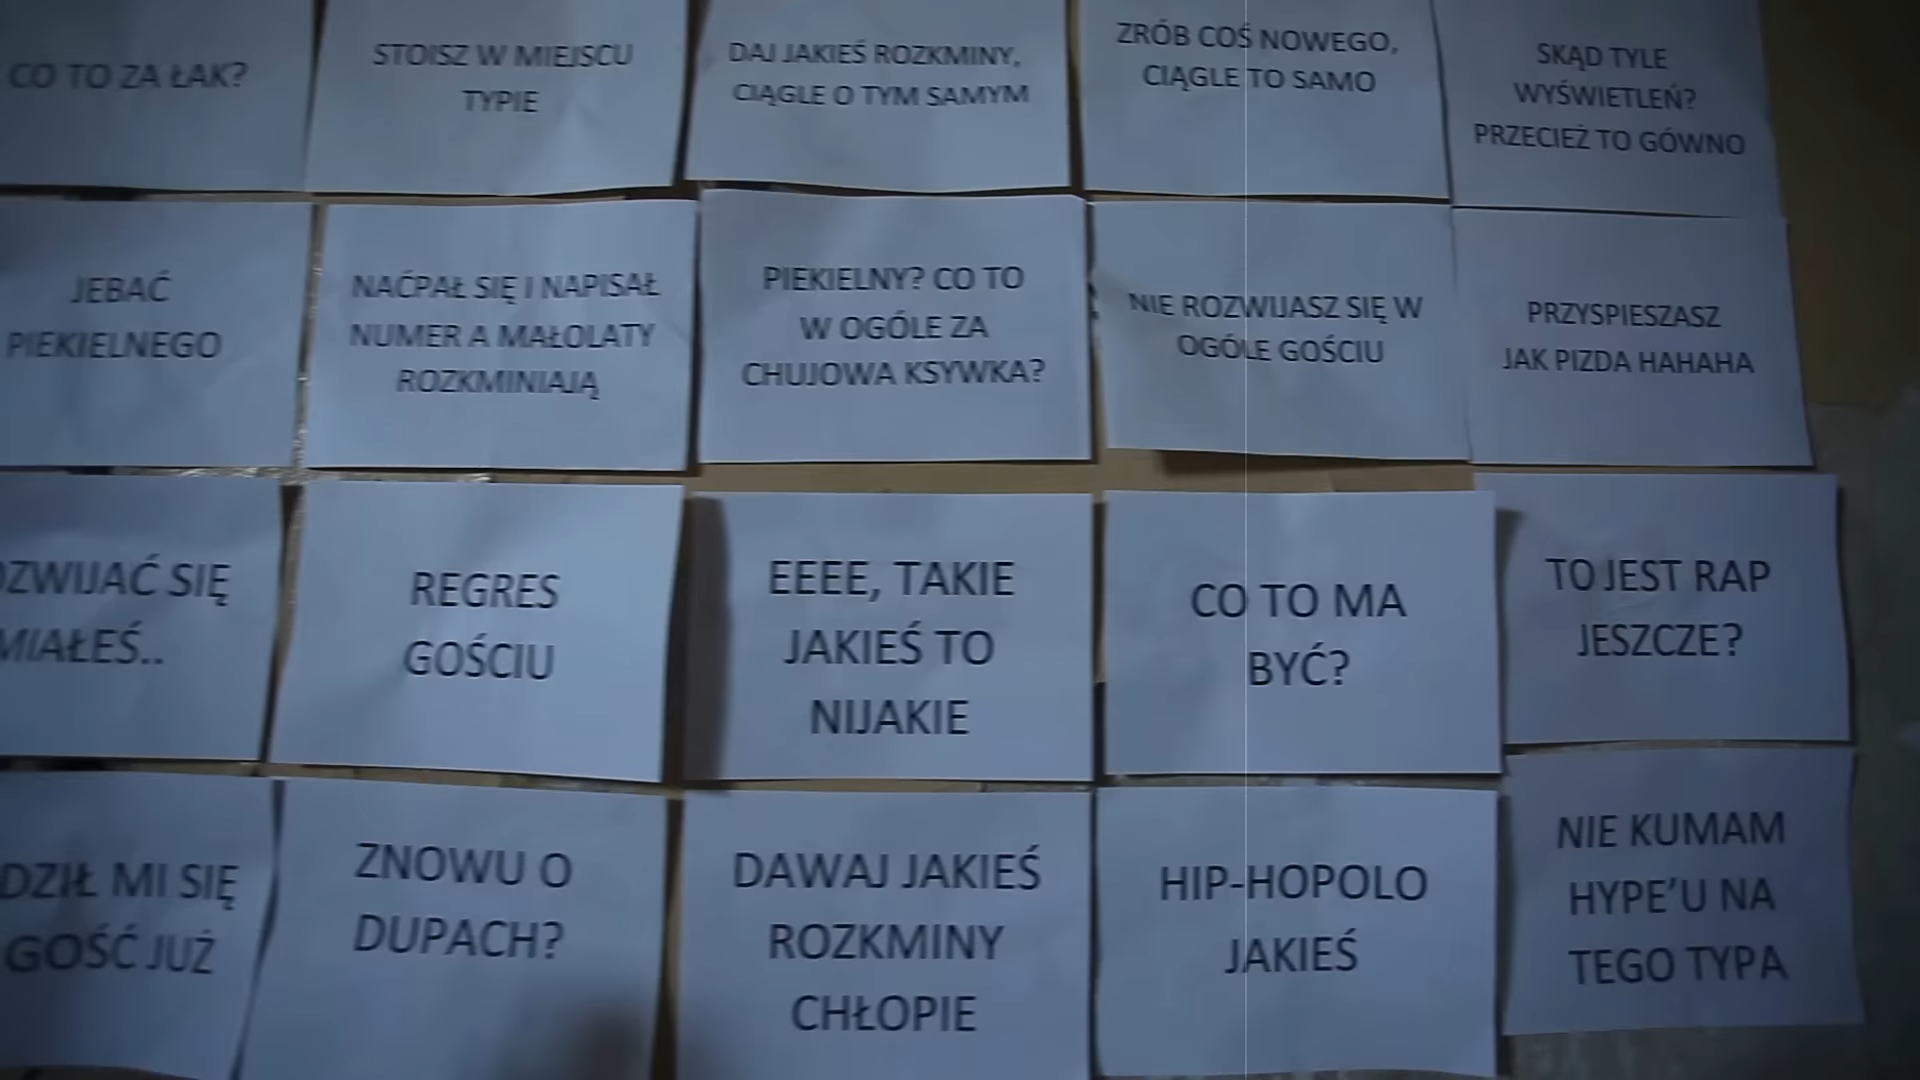 CO TO ZA ŁAK?
STOISZ W MIEJSCU
TYPIE
DAJ JAKIEŚ ROZKMINY,
CIĄGLE O TYM SAMYM
ZRÓB COŚ NOWEGO,
CIĄGLE TO SAMO
SKĄD TYLE
WYŚWIETLEŃ?
PRZECIEŻ TO GÓWNO
JEBAĆ
PIEKIELNEGO
NAĆPAŁ SIĘ I NAPISAŁ
NUMER A MAŁOLATY
ROZKMINIAJĄ
PIEKIELNY? CO TO
W OGÓLE ZA
CHUJOWA KSYWKA?
NIE ROZWIJASZ SIĘ W
OGÓLE GOŚCIU
PRZYSPIESZASZ
JAK PIZDA HAHAHA
OZWIJAĆ SIĘ
MIAŁEŚ..
REGRES
GOŚCIU
EEEE, TAKIE
JAKIEŚ TO
NIJAKIE
CO TO MA
BYĆ?
TO JEST RAP
JESZCZE?
DZIŁ MI SIĘ
GOŚĆ JUŻ
ZNOWU O
DUPACH?
DAWAJ JAKIEŚ
ROZKMINY
CHŁOPIE
HIP-HOPOLO
JAKIEŚ
NIE KUMAM
HYPE'U NA
TEGO TYPA